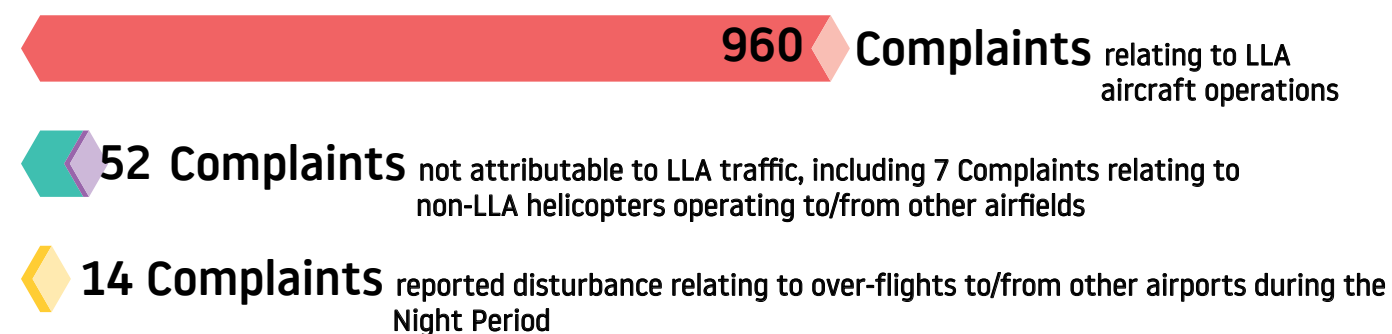 960 Complaints relating to LLA
aircraft operations
52 Complaints not attributable to LLA traffic, including 7 Complaints relating to
non-LLA helicopters operating to/from other airfields
14 Complaints reported disturbance relating to over-flights to/from other airports during the
Night Period